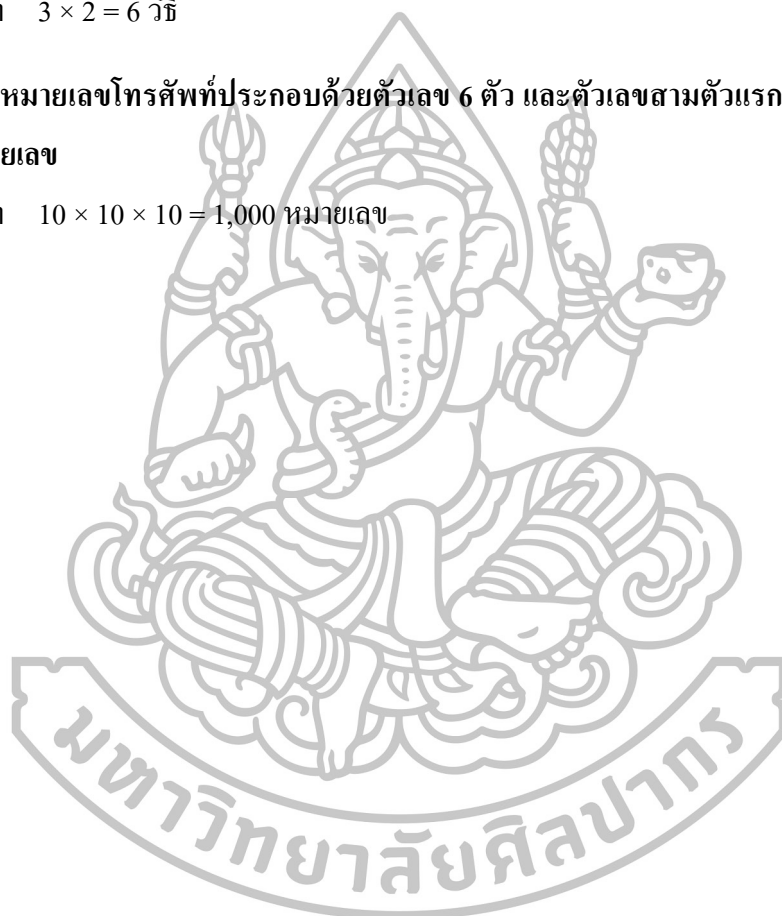 3 × 2 = 6 วิธี
หมายเลขโทรศัพท์ประกอบด้วยตัวเลข 6 ตัว และตัวเลขสามตัวแรก
ยเลข
10 × 10 × 10 = 1,000 หมายเลข
มหาวิทยาลัยศิลปากร